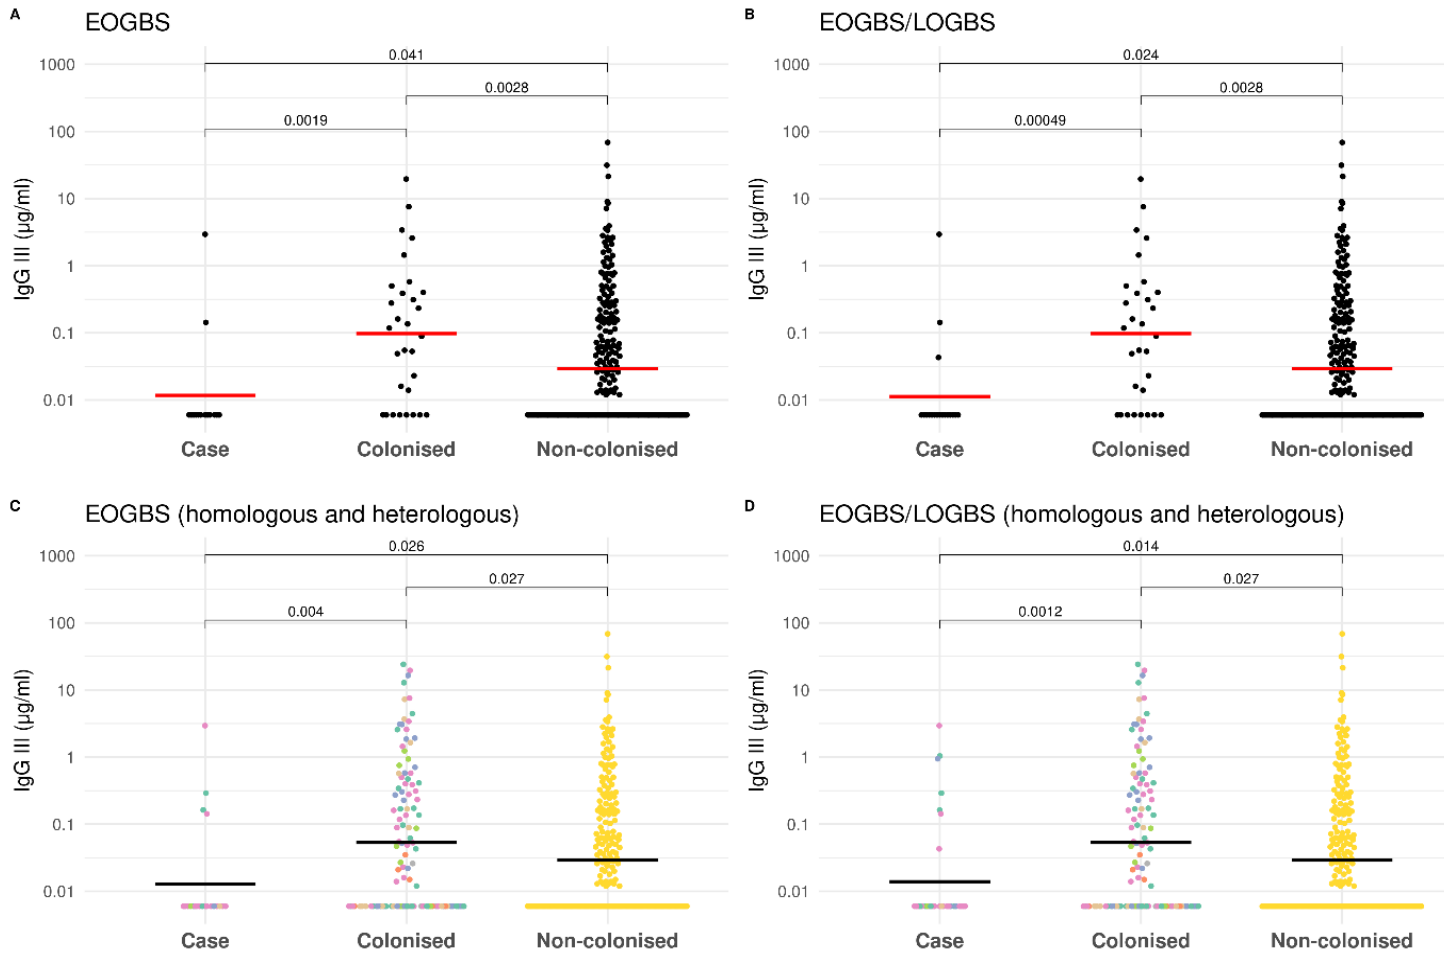 A
EOGBS
IgG III (µg/ml)
1000
100
10
1
0.1
0.01
0.041
0.0028
0.0019
Case
Colonised
Non-colonised
B
EOGBS/LOGBS
IgG III (µg/ml)
1000
100
10
1
0.1
0.01
0.024
0.0028
0.00049
Case
Colonised
Non-colonised
C
EOGBS (homologous and heterologous)
IgG III (µg/ml)
1000
100
10
1
0.1
0.01
0.026
0.027
0.004
Case
Colonised
Non-colonised
D
EOGBS/LOGBS (homologous and heterologous)
IgG III (µg/ml)
1000
100
10
1
0.1
0.01
0.014
0.027
0.0012
Case
Colonised
Non-colonised